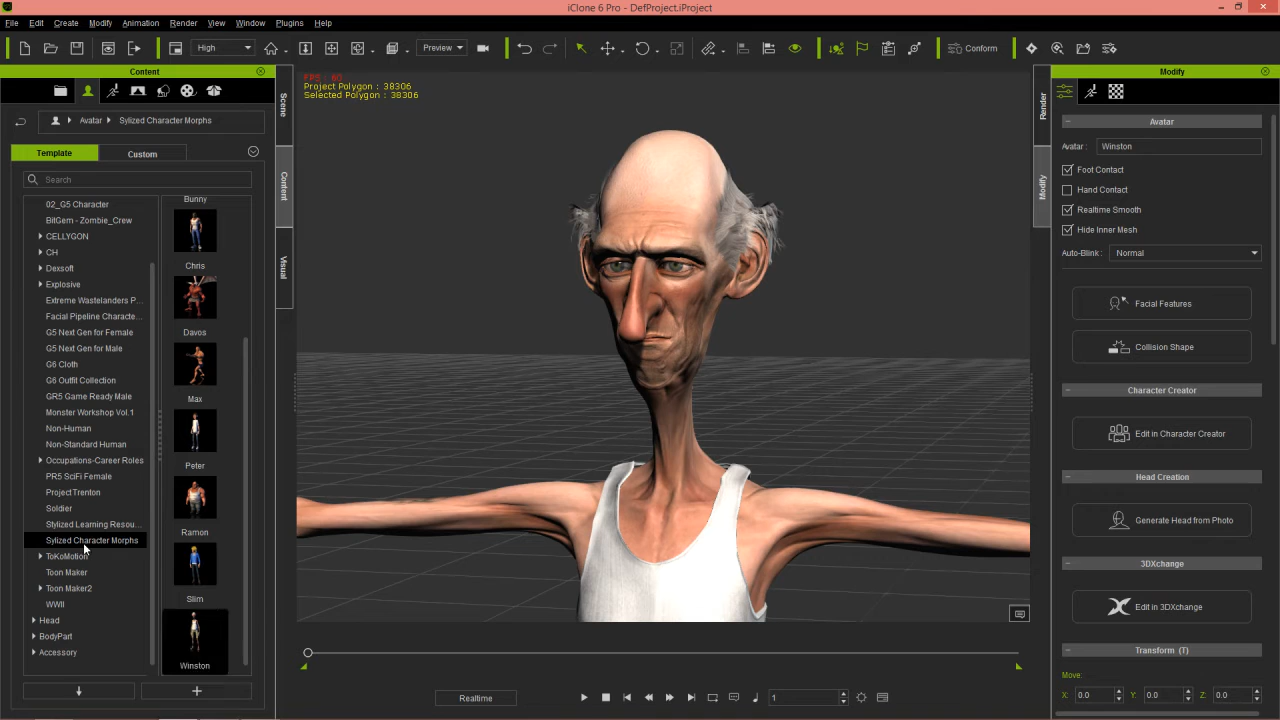 iClone 6 Pro - DefProject.iProject
File Edit Create Modify Animation Render View Window Plugins Help
High Preview Conform
Content
Avatar Sylized Character Morphs
Template Custom
Search
02_G5 Character
BitGem - Zombie_Crew
CELLYGON
CH
Dexsoft
Explosive
Extreme Wastelanders P...
Facial Pipeline Characte...
G5 Next Gen for Female
G5 Next Gen for Male
G6 Cloth
G6 Outfit Collection
GR5 Game Ready Male
Monster Workshop Vol.1
Non-Human
Non-Standard Human
Occupations-Career Roles
PR5 SciFi Female
ProjectTrenton
Soldier
Stylized Learning Resou...
Sylized Character Morphs
ToKoMotion
Toon Maker
Toon Maker2
WWII
Head
BodyPart
Accessory
Bunny
Chris
Davos
Max
Peter
Ramon
Slim
Winston
Scene
Content
Visual
FPS : 60
Project Polygon : 38306
Selected Polygon : 38306
Realtime
1
Render
Modify
Modify
Avatar
Avatar : Winston
Foot Contact
Hand Contact
Realtime Smooth
Hide Inner Mesh
Auto-Blink : Normal
Facial Features
Collision Shape
Character Creator
Edit in Character Creator
Head Creation
Generate Head from Photo
3DXchange
Edit in 3DXchange
Transform (T)
Move:
X: 0.0 Y: 0.0 Z: 0.0